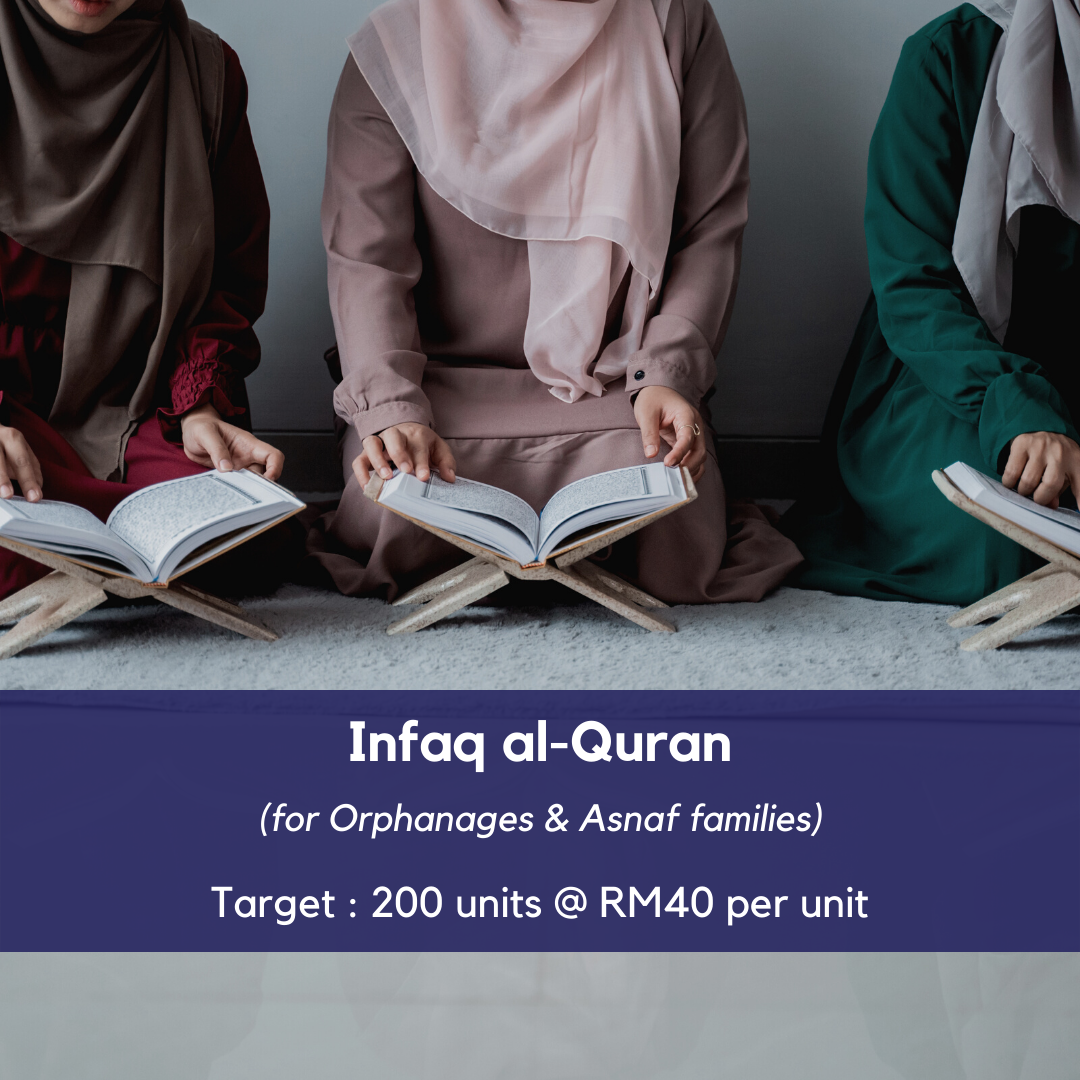 Infaq al-Quran
(for Orphanages & Asnaf families)
Target : 200 units @ RM40 per unit